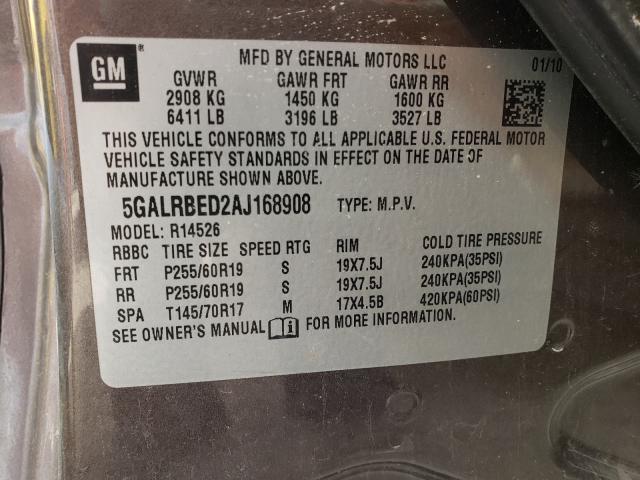 GM
MFD BY GENERAL MOTORS LLC 01/10
GVWR GAWR FRT GAWR RR
2908 KG 1450 KG 1600 KG
6411 LB 3196 LB 3527 LB
THIS VEHICLE CONFORMS TO ALL APPLICABLE U.S. FEDERAL MOTOR
VEHICLE SAFETY STANDARDS IN EFFECT ON THE DATE OF
MANUFACTURE SHOWN ABOVE.
5GALRBED2AJ168908 TYPE: M.P.V.
MODEL: R14526
RBBC TIRE SIZE SPEED RTG RIM COLD TIRE PRESSURE
FRT P255/60R19 S 19X7.5J 240KPA(35PSI)
RR P255/60R19 S 19X7.5J 240KPA(35PSI)
SPA T145/70R17 M 17X4.5B 420KPA(60PSI)
SEE OWNER'S MANUAL FOR MORE INFORMATION.